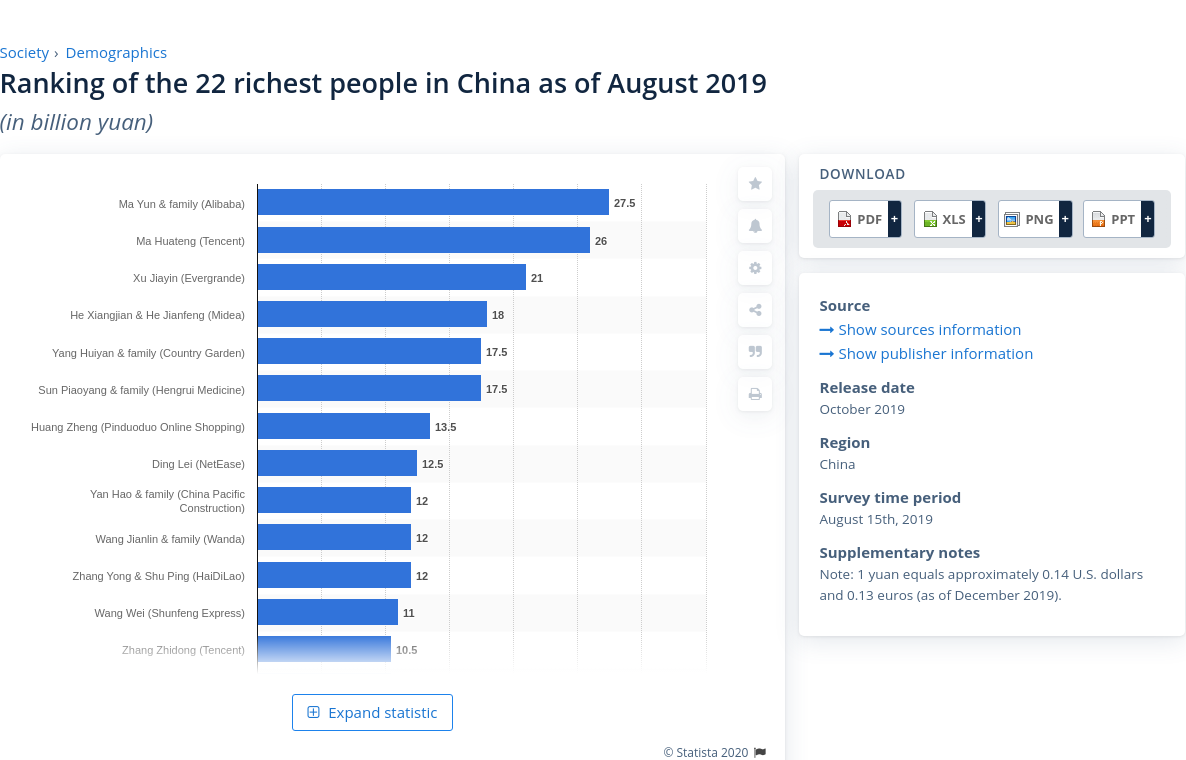 Society › Demographics
Ranking of the 22 richest people in China as of August 2019
(in billion yuan)
Ma Yun & family (Alibaba) 27.5
Ma Huateng (Tencent) 26
Xu Jiayin (Evergrande) 21
He Xiangjian & He Jianfeng (Midea) 18
Yang Huiyan & family (Country Garden) 17.5
Sun Piaoyang & family (Hengrui Medicine) 17.5
Huang Zheng (Pinduoduo Online Shopping) 13.5
Ding Lei (NetEase) 12.5
Yan Hao & family (China Pacific
Construction) 12
Wang Jianlin & family (Wanda) 12
Zhang Yong & Shu Ping (HaiDiLao) 12
Wang Wei (Shunfeng Express) 11
Zhang Zhidong (Tencent) 10.5
Expand statistic
© Statista 2020
DOWNLOAD
PDF + XLS + PNG + PPT +
Source
Show sources information
Show publisher information
Release date
October 2019
Region
China
Survey time period
August 15th, 2019
Supplementary notes
Note: 1 yuan equals approximately 0.14 U.S. dollars
and 0.13 euros (as of December 2019).